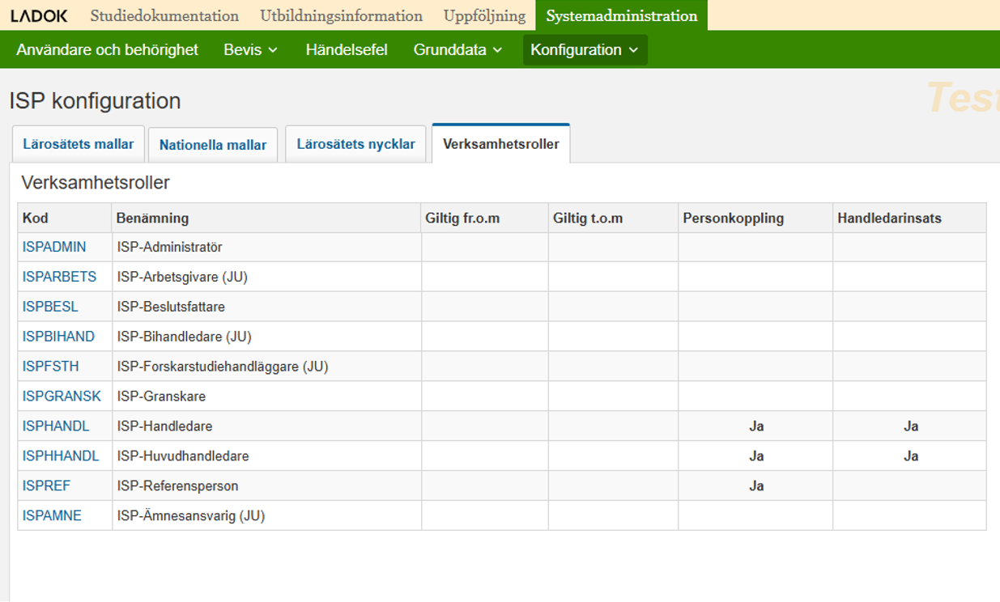 LADOK Studiedokumentation Utbildningsinformation Uppföljning Systemadministration
Användare och behörighet Bevis Händelsefel Grunddata Konfiguration
ISP konfiguration
Test
Lärosätets mallar Nationella mallar Lärosätets nycklar Verksamhetsroller
Verksamhetsroller
Kod Benämning Giltig fr.o.m Giltig t.o.m Personkoppling Handledarinsats
ISPADMIN ISP-Administratör
ISPARBETS ISP-Arbetsgivare (JU)
ISPBESL ISP-Beslutsfattare
ISPBIHAND ISP-Bihandledare (JU)
ISPFSTH ISP-Forskarstudiehandläggare (JU)
ISPGRANSK ISP-Granskare
ISPHANDL ISP-Handledare Ja Ja
ISPHHANDL ISP-Huvudhandledare Ja Ja
ISPREF ISP-Referensperson Ja
ISPAMNE ISP-Ämnesansvarig (JU)